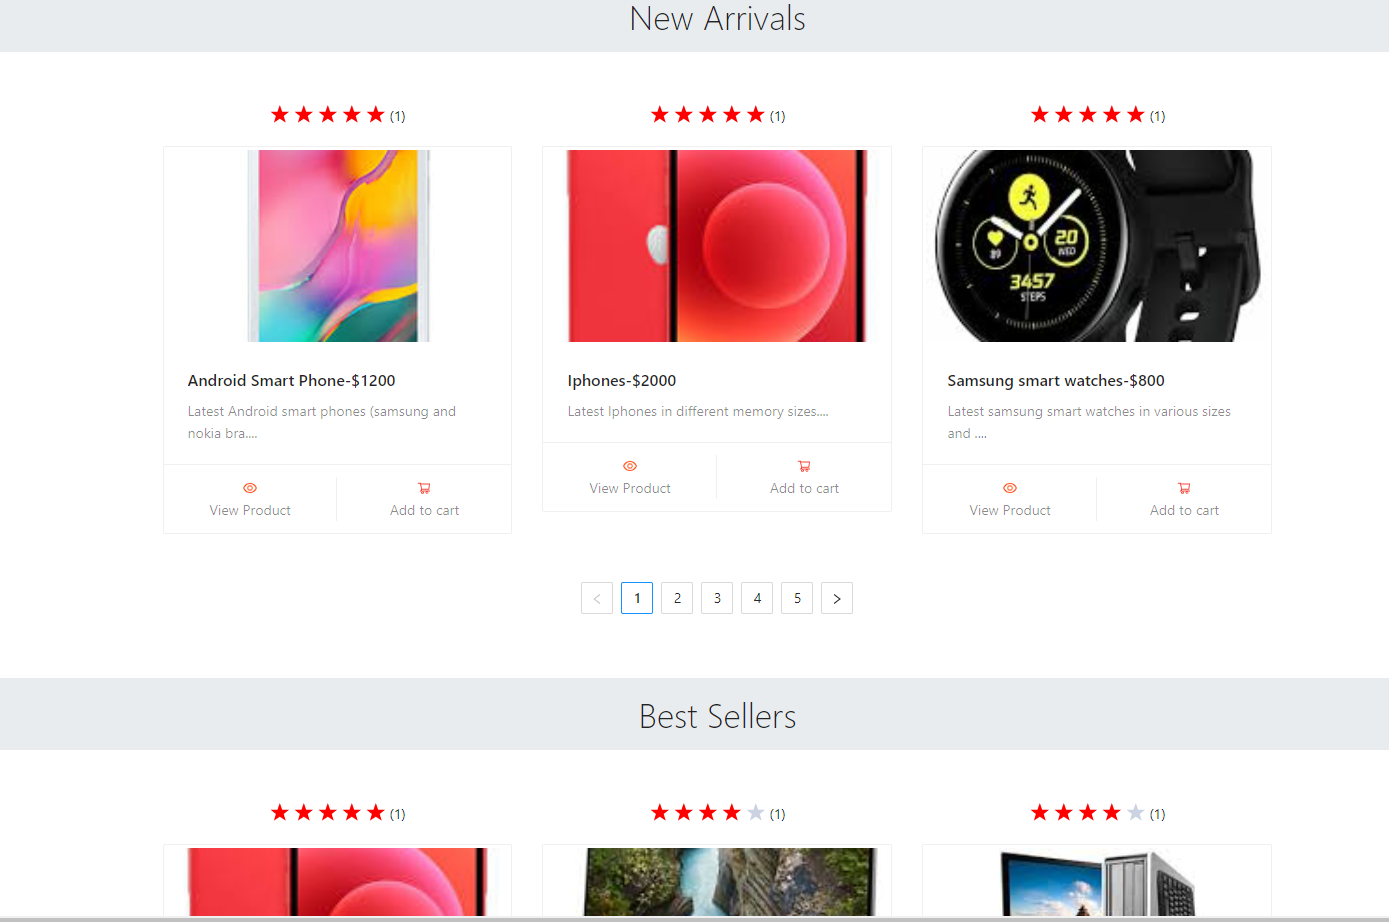 New Arrivals
(1)
(1)
(1)
20
WED
89
3457
STEPS
Android Smart Phone-$1200
Latest Android smart phones (samsung and
nokia bra....
View Product
Add to cart
Iphones-$2000
Latest Iphones in different memory sizes....
View Product
Add to cart
Samsung smart watches-$800
Latest samsung smart watches in various sizes
and ....
View Product
Add to cart
< 1 2 3 4 5 >
Best Sellers
(1)
(1)
(1)